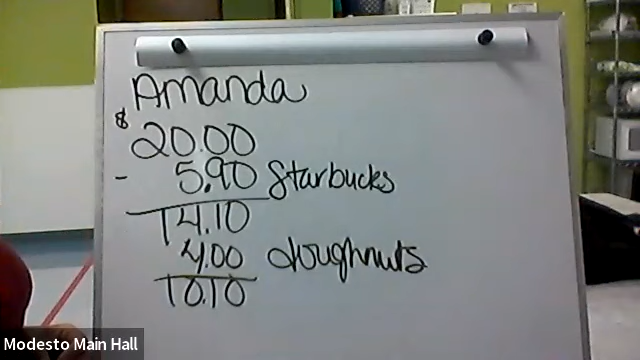 Amanda
$
20.00
- 5.90 Starbucks
14.10
4.00 doughnuts
10.10
Modesto Main Hall